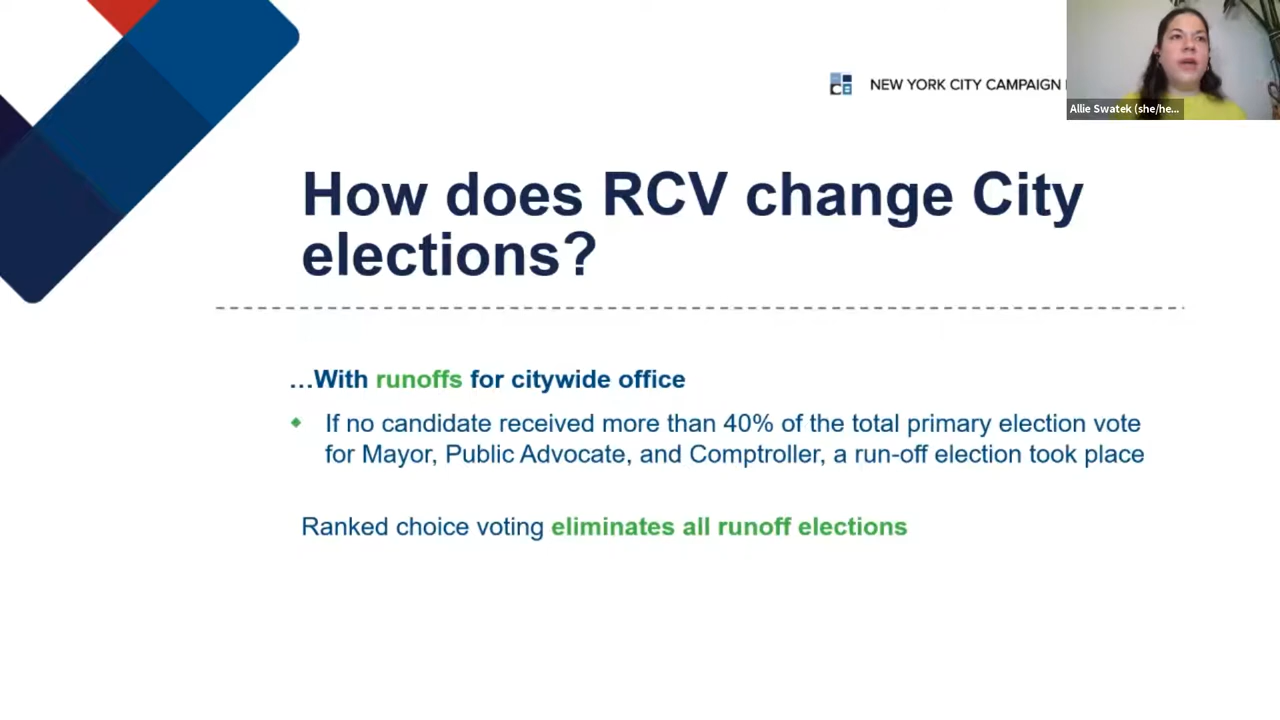 NEW YORK CITY CAMPAIGN
Allie Swatek (she/he...
How does RCV change City
elections?
...With runoffs for citywide office
If no candidate received more than 40% of the total primary election vote
for Mayor, Public Advocate, and Comptroller, a run-off election took place
Ranked choice voting eliminates all runoff elections